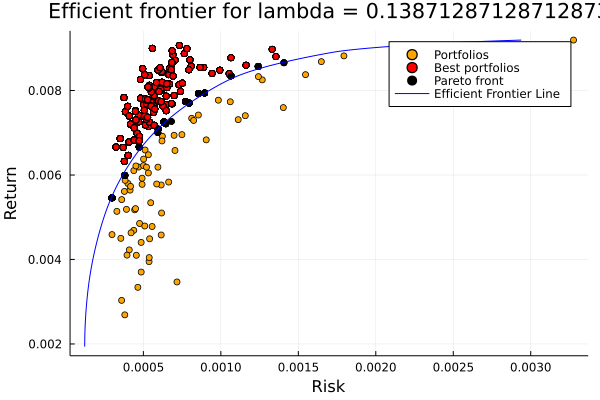 Efficient frontier for lambda = 0.1387128712871287
Portfolios
Best portfolios
Pareto front
Efficient Frontier Line
0.008
0.006
0.004
0.002
Return
0.0005 0.0010 0.0015 0.0020 0.0025 0.0030
Risk